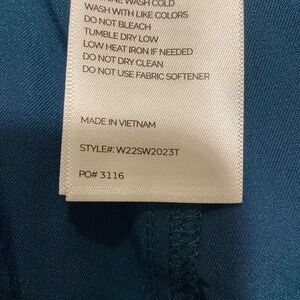 WASH COLD
WASH WITH LIKE COLORS
DO NOT BLEACH
TUMBLE DRY LOW
LOW HEAT IRON IF NEEDED
DO NOT DRY CLEAN
DO NOT USE FABRIC SOFTENER
MADE IN VIETNAM
STYLE#: W22SW2023T
PO# 3116